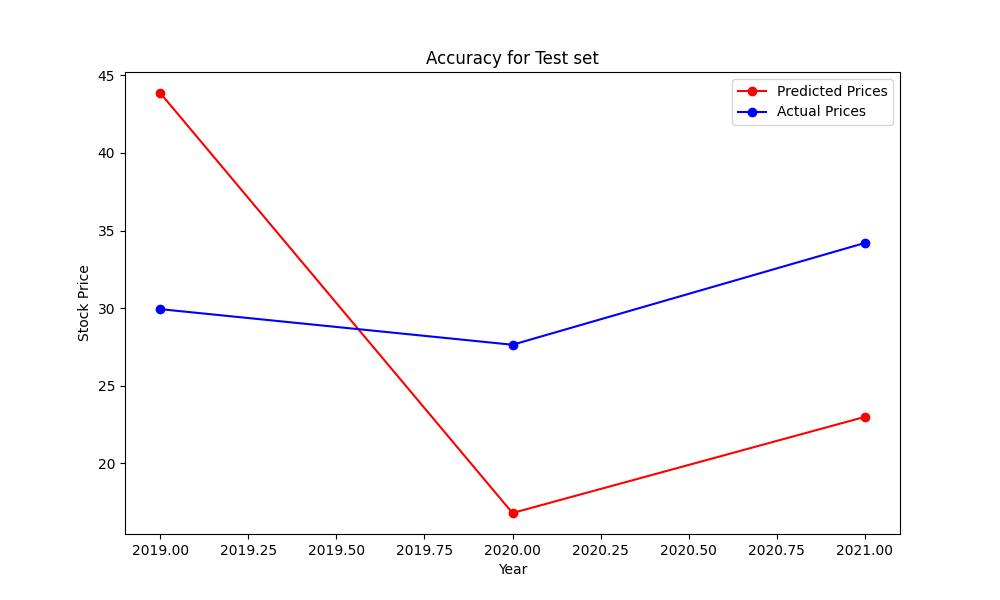 Accuracy for Test set
Predicted Prices
Actual Prices
45
40
35
30
25
20
Stock Price
2019.00 2019.25 2019.50 2019.75 2020.00 2020.25 2020.50 2020.75 2021.00
Year